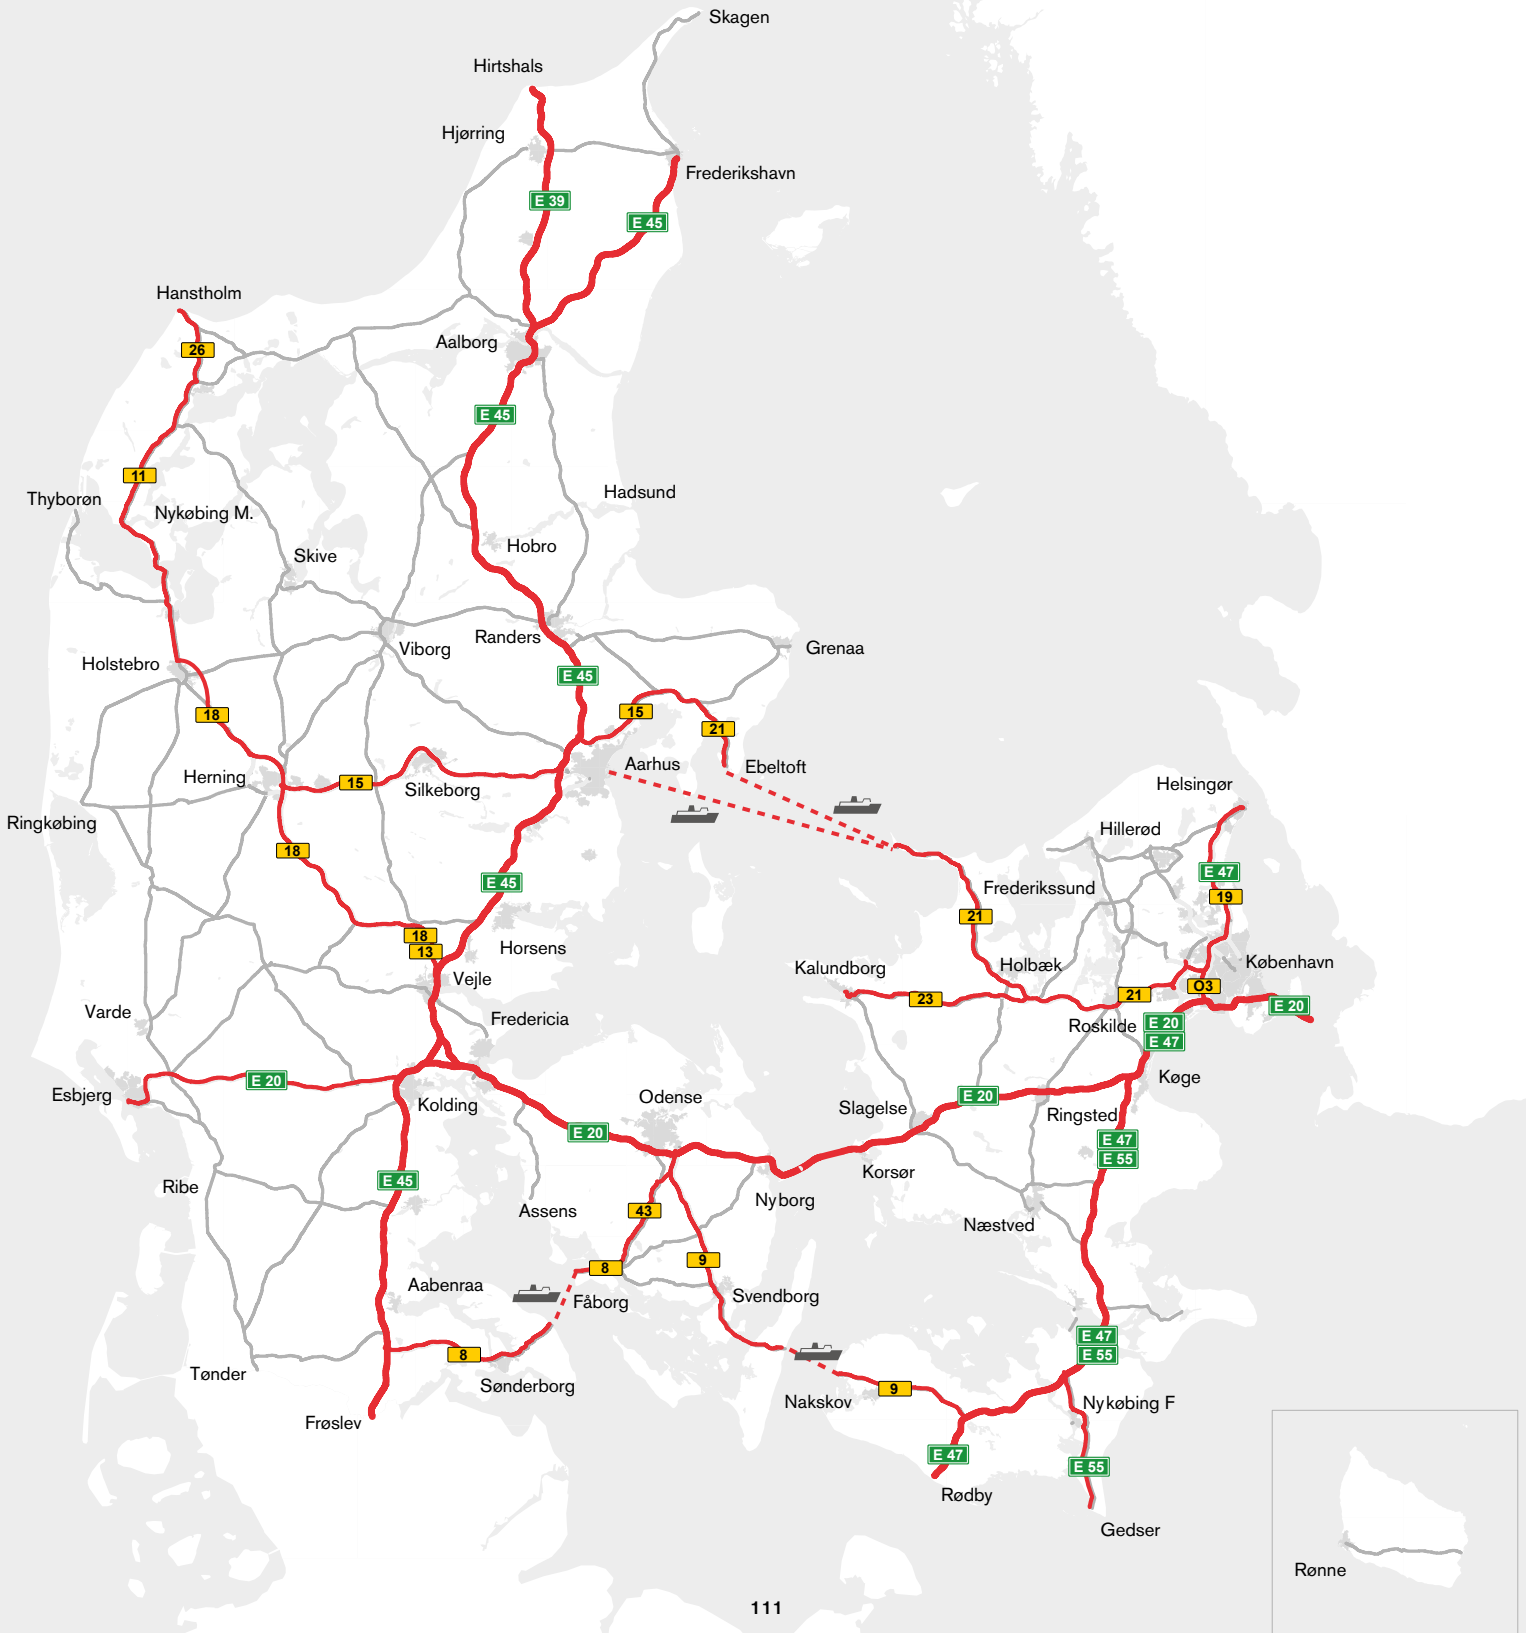 Skagen
Hirtshals
Hjørring
Frederikshavn
E 39
E 45
Hanstholm
26
Aalborg
E 45
11
Thyborøn
Nykøbing M.
Hadsund
Hobro
Skive
Randers
Viborg
Grenaa
Holstebro
E 45
18
15
21
Aarhus
Ebeltoft
Herning
15
Silkeborg
Helsingør
Ringkøbing
Hillerød
18
E 47
E 45
Frederikssund
19
21
18
13
Horsens
Vejle
Kalundborg
Holbæk
København
O3
23
21
E 20
Varde
Fredericia
Roskilde
E 20
E 47
Esbjerg
E 20
Køge
Kolding
Odense
Slagelse
E 20
Ringsted
E 20
E 47
E 55
Korsør
E 45
Ribe
Nyborg
Assens
43
Næstved
9
8
Aabenraa
Fåborg
Svendborg
E 47
E 55
8
Tønder
Sønderborg
Nakskov
9
Nykøbing F
Frøslev
E 47
E 55
Rødby
Gedser
Rønne
111